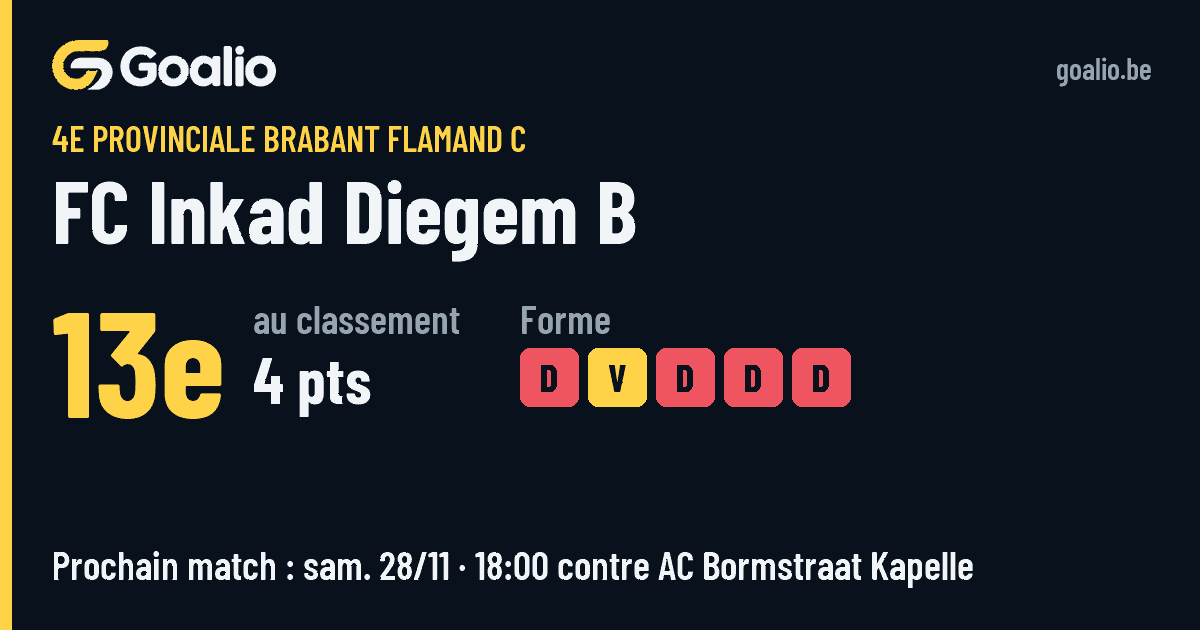 Goalio
goalio.be
4E PROVINCIALE BRABANT FLAMAND C
FC Inkad Diegem B
13e
au classement
4 pts
Forme
D V D D D
Prochain match : sam. 28/11 · 18:00 contre AC Bormstraat Kapelle